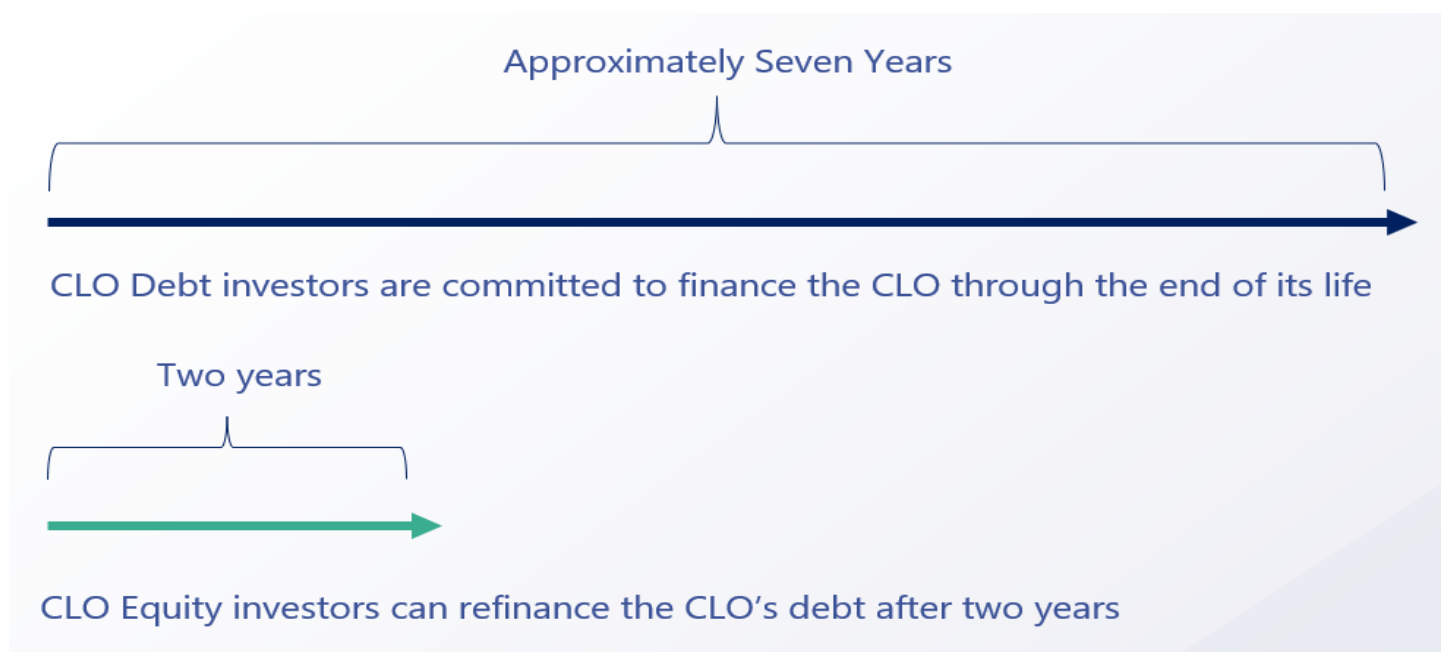 Approximately Seven Years
CLO Debt investors are committed to finance the CLO through the end of its life
Two years
CLO Equity investors can refinance the CLO’s debt after two years